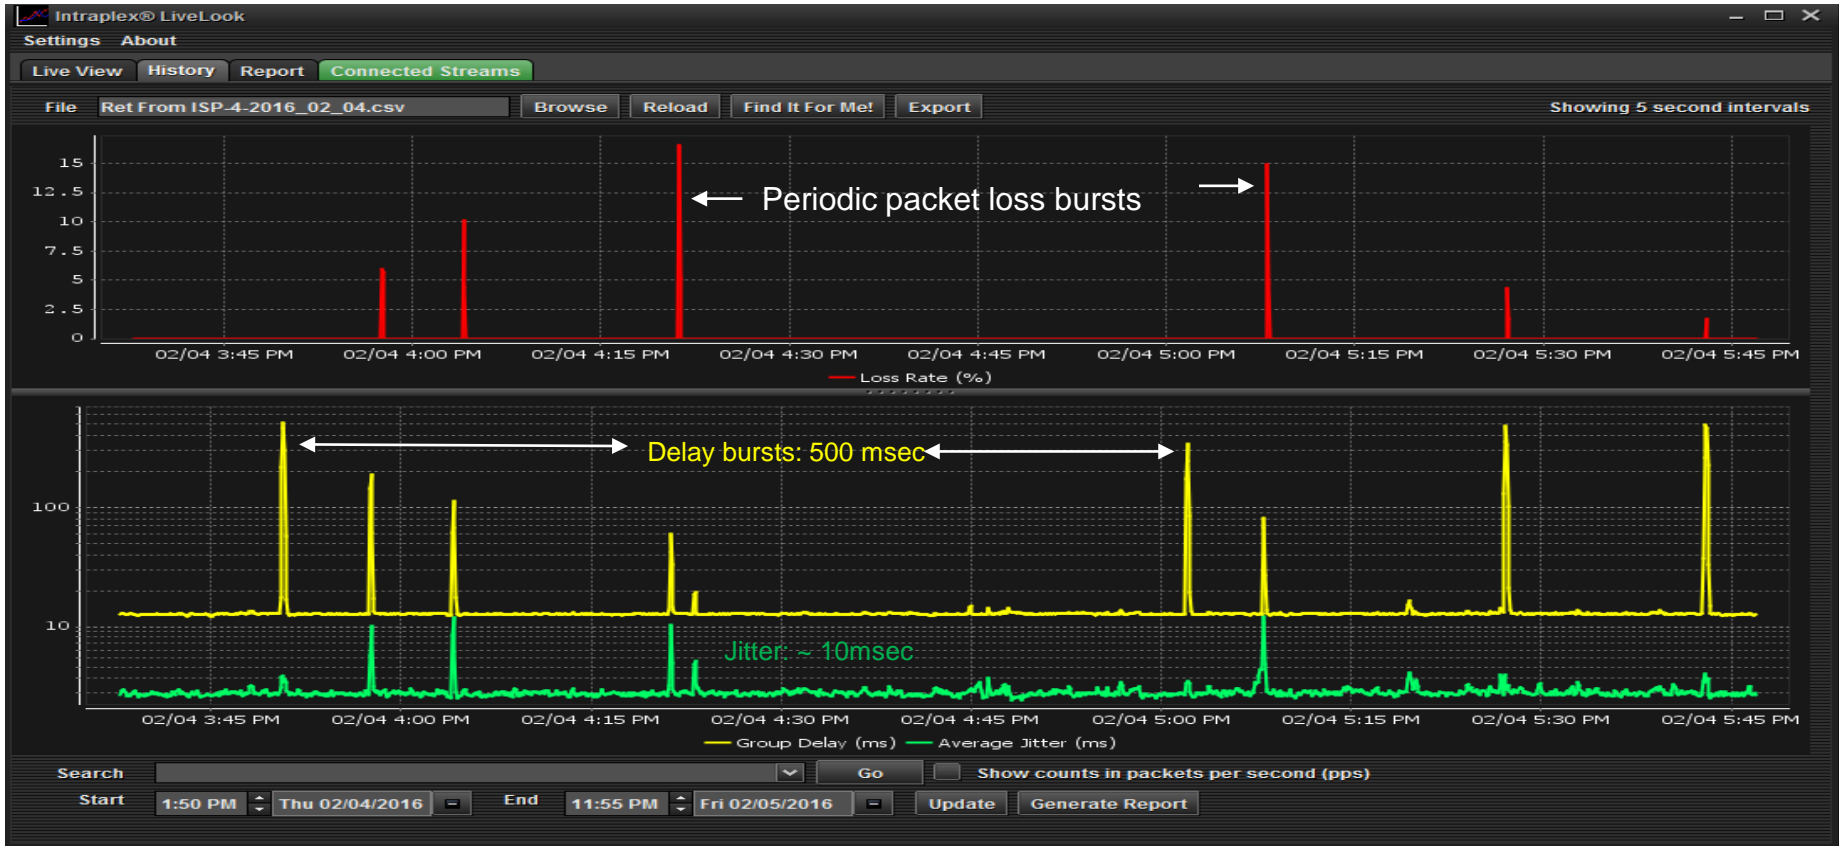 Intraplex® LiveLook
Settings About
Live View History Report Connected Streams
File Ret From ISP-4-2016_02_04.csv Browse Reload Find It For Me! Export Showing 5 second intervals
15
12.5
10
7.5
5
2.5
0
Periodic packet loss bursts
02/04 3:45 PM 02/04 4:00 PM 02/04 4:15 PM 02/04 4:30 PM 02/04 4:45 PM 02/04 5:00 PM 02/04 5:15 PM 02/04 5:30 PM 02/04 5:45 PM
Loss Rate (%)
Delay bursts: 500 msec
100
10
Jitter: ~ 10msec
02/04 3:45 PM 02/04 4:00 PM 02/04 4:15 PM 02/04 4:30 PM 02/04 4:45 PM 02/04 5:00 PM 02/04 5:15 PM 02/04 5:30 PM 02/04 5:45 PM
Group Delay (ms) Average Jitter (ms)
Search Go Show counts in packets per second (pps)
Start 1:50 PM Thu 02/04/2016 End 11:55 PM Fri 02/05/2016 Update Generate Report